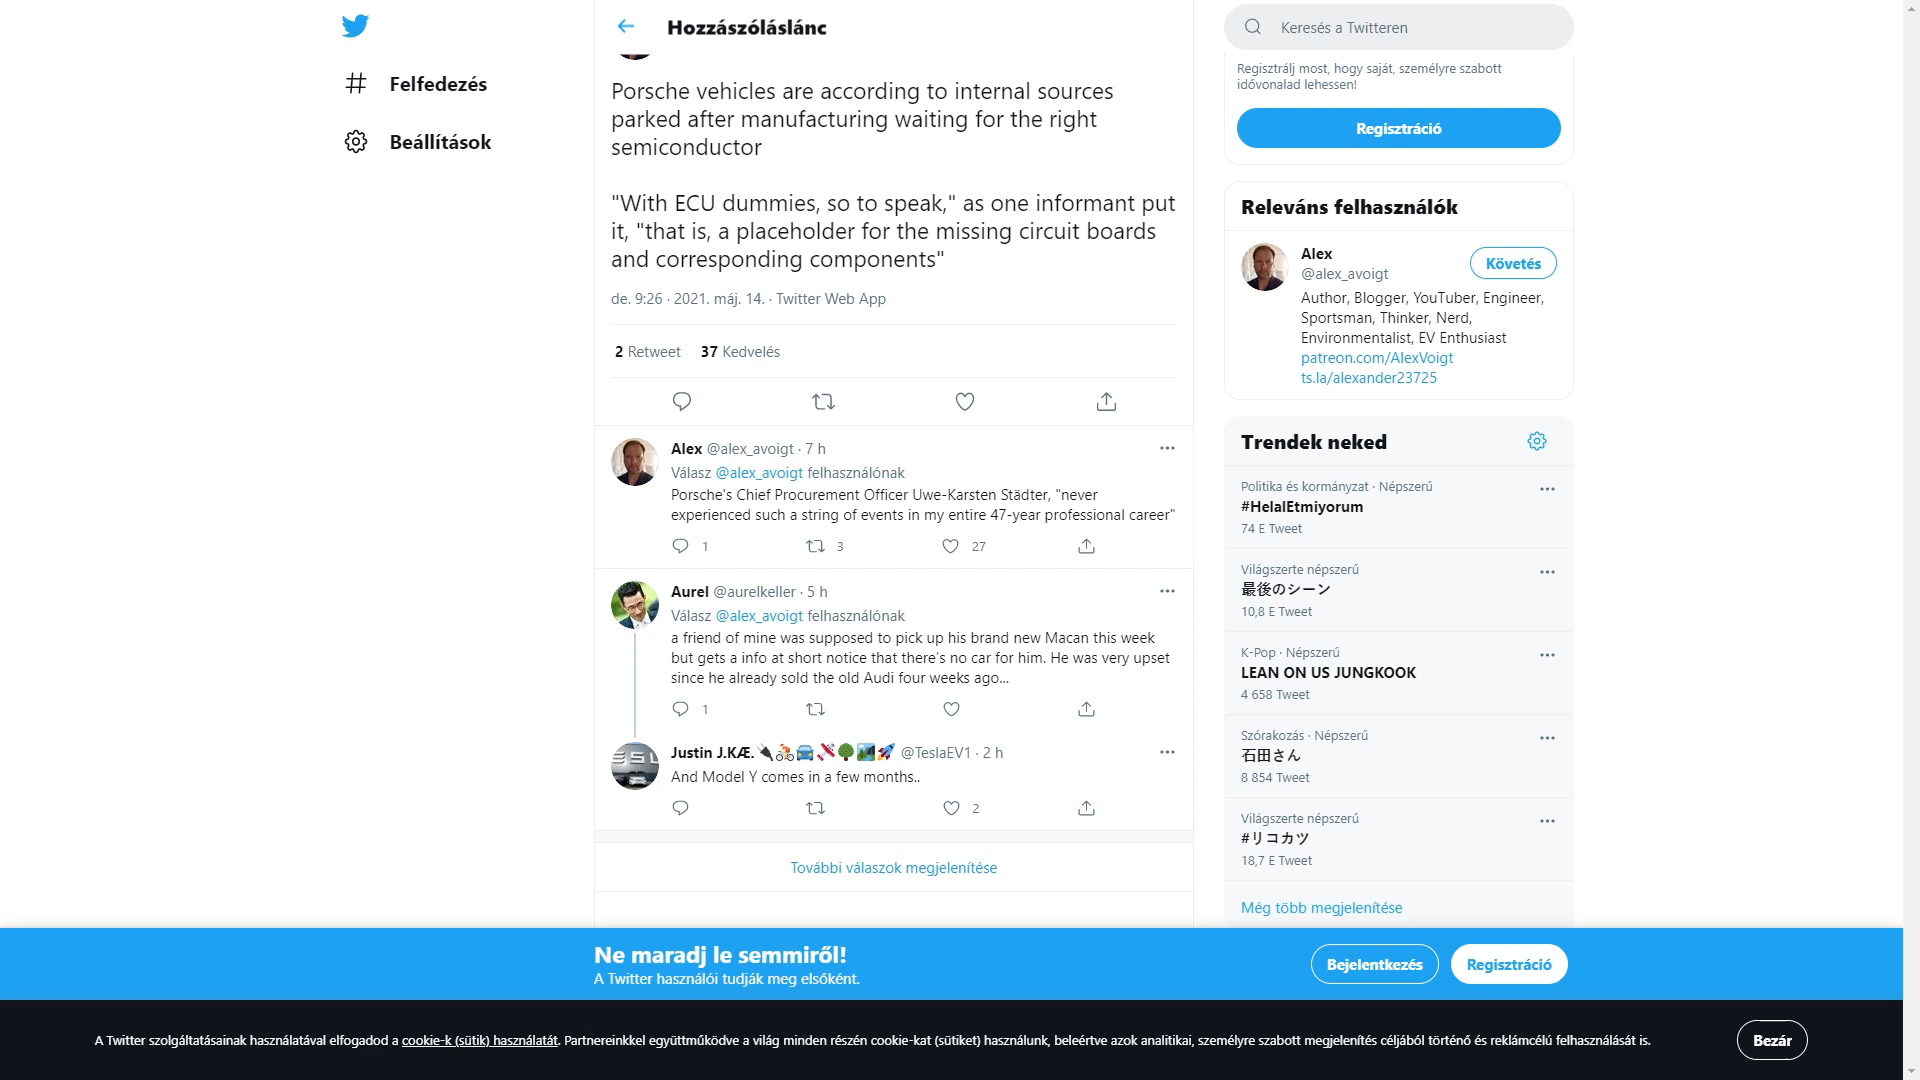 Felfedezés
Beállítások
Hozzászóláslánc
Porsche vehicles are according to internal sources
parked after manufacturing waiting for the right
semiconductor
"With ECU dummies, so to speak," as one informant put
it, "that is, a placeholder for the missing circuit boards
and corresponding components"
de. 9:26 · 2021. máj. 14. · Twitter Web App
2 Retweet 37 Kedvelés
Alex @alex_avoigt · 7 h
Válasz @alex_avoigt felhasználónak
Porsche's Chief Procurement Officer Uwe-Karsten Städter, "never
experienced such a string of events in my entire 47-year professional career"
1 3 27
Aurel @aurelkeller · 5 h
Válasz @alex_avoigt felhasználónak
a friend of mine was supposed to pick up his brand new Macan this week
but gets a info at short notice that there's no car for him. He was very upset
since he already sold the old Audi four weeks ago...
1
Justin J.KÆ. @TeslaEV1 · 2 h
And Model Y comes in a few months..
2
További válaszok megjelenítése
Keresés a Twitteren
Regisztrálj most, hogy saját, személyre szabott
idővonalad lehessen!
Regisztráció
Releváns felhasználók
Alex
@alex_avoigt
Követés
Author, Blogger, YouTuber, Engineer,
Sportsman, Thinker, Nerd,
Environmentalist, EV Enthusiast
patreon.com/AlexVoigt
ts.la/alexander23725
Trendek neked
Politika és kormányzat · Népszerű
#HelalEtmiyorum
74 E Tweet
Világszerte népszerű
最後のシーン
10,8 E Tweet
K-Pop · Népszerű
LEAN ON US JUNGKOOK
4 658 Tweet
Szórakozás · Népszerű
石田さん
8 854 Tweet
Világszerte népszerű
#リコカツ
18,7 E Tweet
Még több megjelenítése
Ne maradj le semmiről!
A Twitter használói tudják meg elsőként.
Bejelentkezés
Regisztráció
A Twitter szolgáltatásainak használatával elfogadod a cookie-k (sütik) használatát. Partnereinkkel együttműködve a világ minden részén cookie-kat (sütiket) használunk, beleértve azok analitikai, személyre szabott megjelenítés céljából történő és reklámcélú felhasználását is.
Bezár